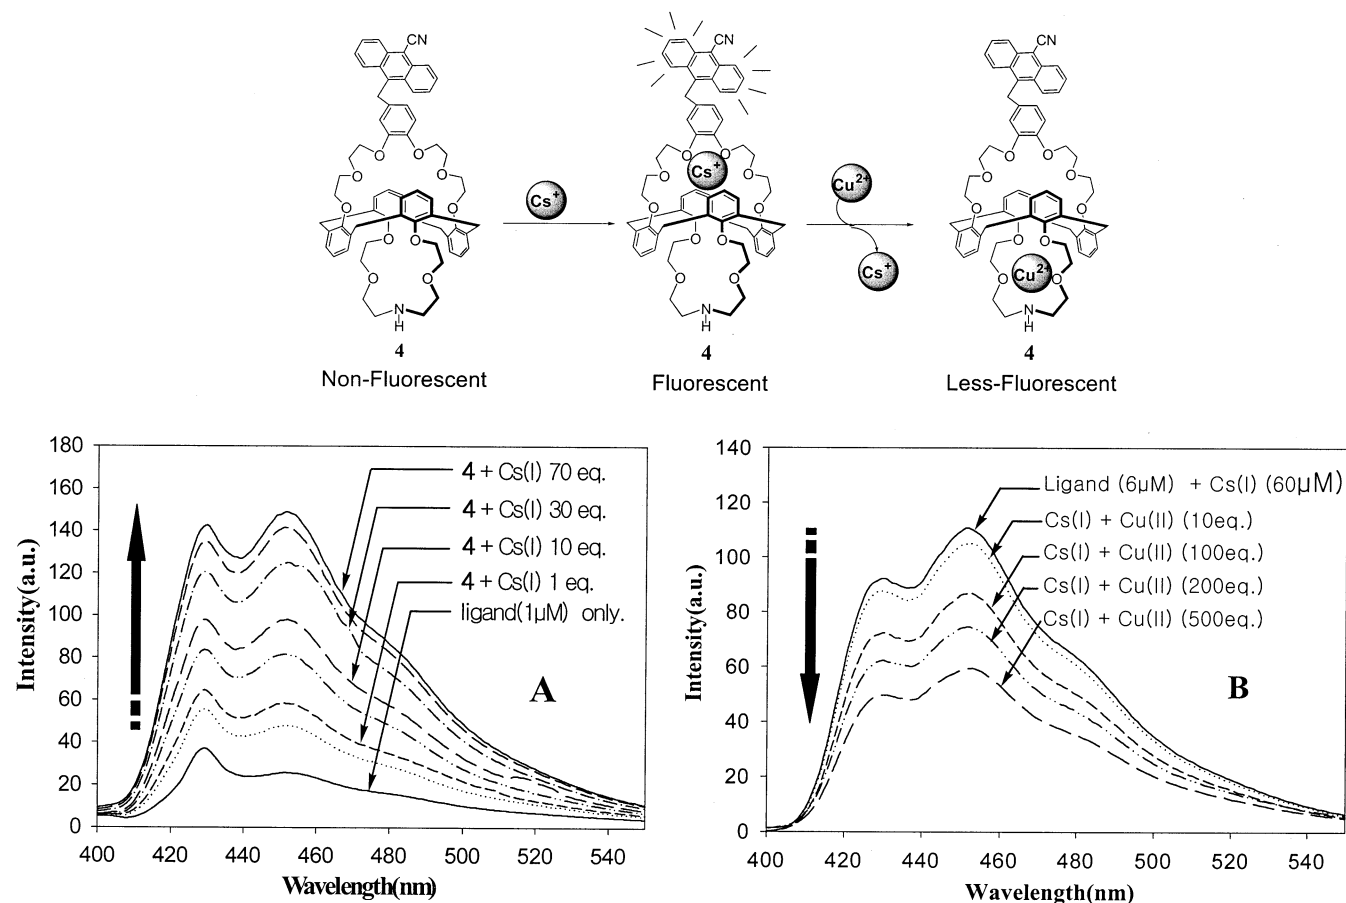 CN CN CN
O O O O O O
O O Cs+ O O O O
Cu2+
O O Cs+ O O O O
O O O O O O
Cs+ Cu2+
O O O O O O
N N N
H H H
4 4 4
Non-Fluorescent Fluorescent Less-Fluorescent
180
160
140
120
100
80
60
40
20
0
Intensity(a.u.)
4 + Cs(I) 70 eq.
4 + Cs(I) 30 eq.
4 + Cs(I) 10 eq.
4 + Cs(I) 1 eq.
ligand(1μM) only.
A
400 420 440 460 480 500 520 540
Wavelength(nm)
140
120
100
80
60
40
20
0
Intensity(a.u.)
Ligand (6μM) + Cs(I) (60μM)
Cs(I) + Cu(II) (10eq.)
Cs(I) + Cu(II) (100eq.)
Cs(I) + Cu(II) (200eq.)
Cs(I) + Cu(II) (500eq.)
B
400 420 440 460 480 500 520 540
Wavelength(nm)